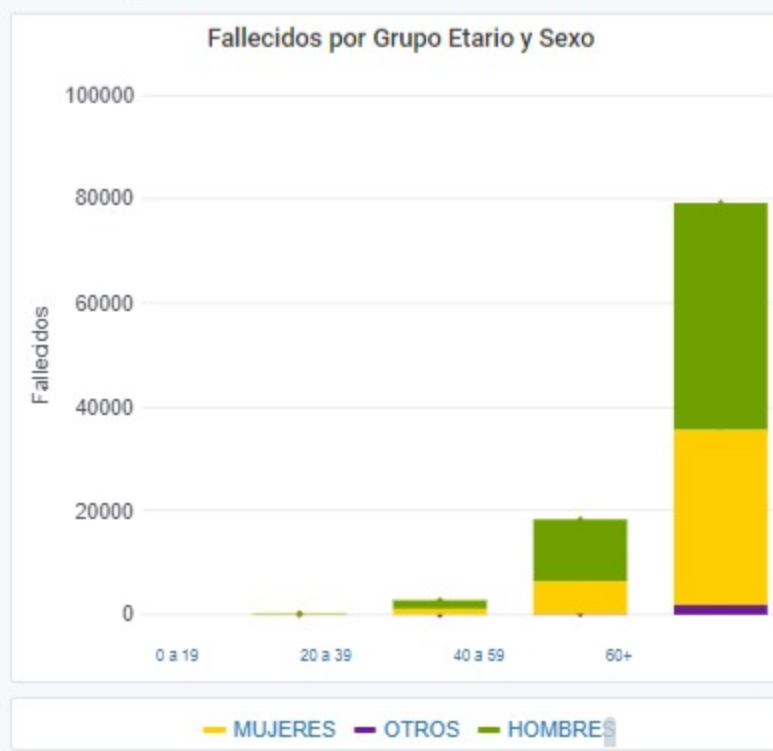 Fallecidos por Grupo Etario y Sexo
100000
80000
60000
40000
20000
0
Fallecidos
0 a 19 20 a 39 40 a 59 60+
MUJERES OTROS HOMBRES